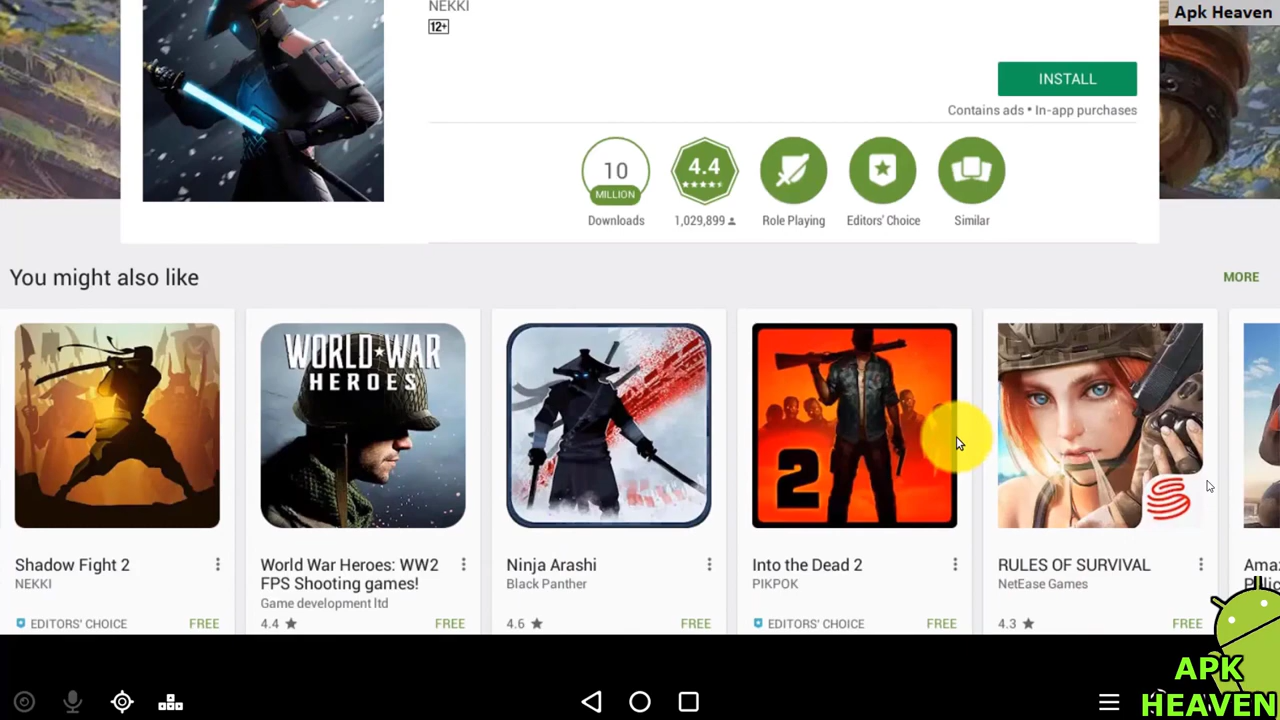 NEKKI
Apk Heaven
12+
INSTALL
Contains ads • In-app purchases
10
MILLION
4.4
Downloads
1,029,899
Role Playing
Editors' Choice
Similar
You might also like
MORE
WORLD WAR
HEROES
2
Shadow Fight 2
NEKKI
EDITORS' CHOICE
FREE
World War Heroes: WW2
FPS Shooting games!
Game development ltd
4.4
FREE
Ninja Arashi
Black Panther
4.6
FREE
Into the Dead 2
PIKPOK
EDITORS' CHOICE
FREE
RULES OF SURVIVAL
NetEase Games
4.3
FREE
APK
HEAVEN